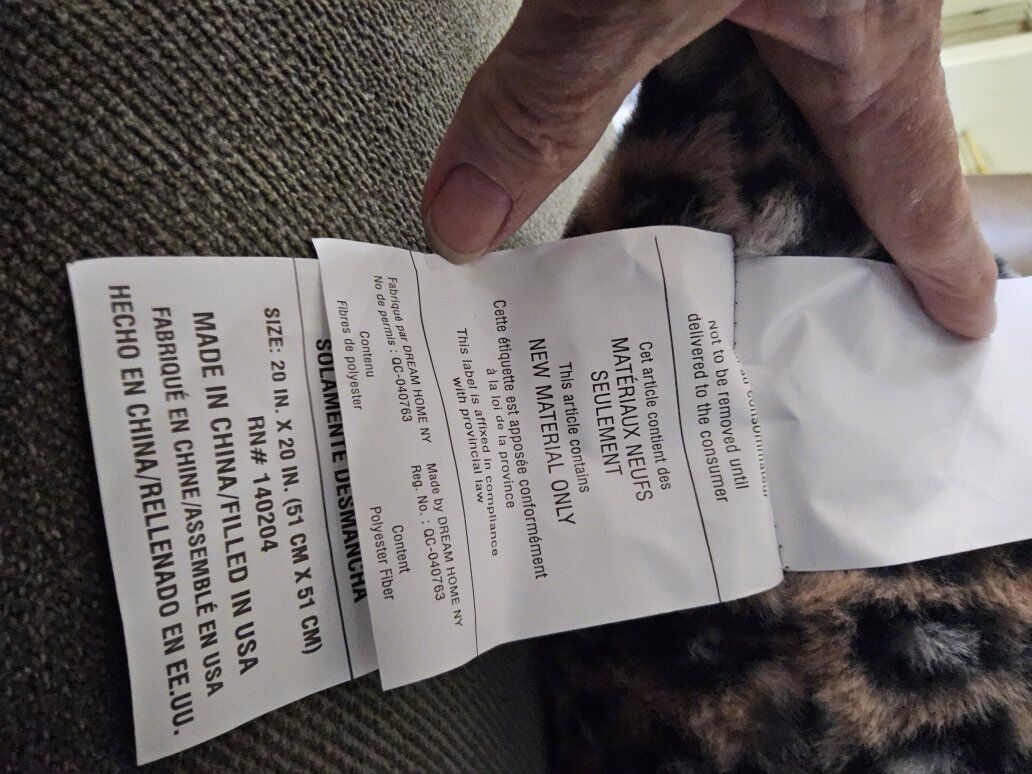 au consommateur
Not to be removed until
delivered to the consumer
Cet article contient des
MATÉRIAUX NEUFS
SEULEMENT
This article contains
NEW MATERIAL ONLY
Cette étiquette est apposée conformément
à la loi de la province
This label is affixed in compliance
with provincial law
Fabriqué par DREAM HOME NY Made by DREAM HOME NY
No de permis : QC-040763 Reg. No. : QC-040763
Contenu Content
Fibres de polyester Polyester Fiber
SOLAMENTE DESMANCHA
SIZE: 20 IN. X 20 IN. (51 CM X 51 CM)
RN# 140204
MADE IN CHINA/FILLED IN USA
FABRIQUÉ EN CHINE/ASSEMBLÉ EN USA
HECHO EN CHINA/RELLENADO EN EE.UU.